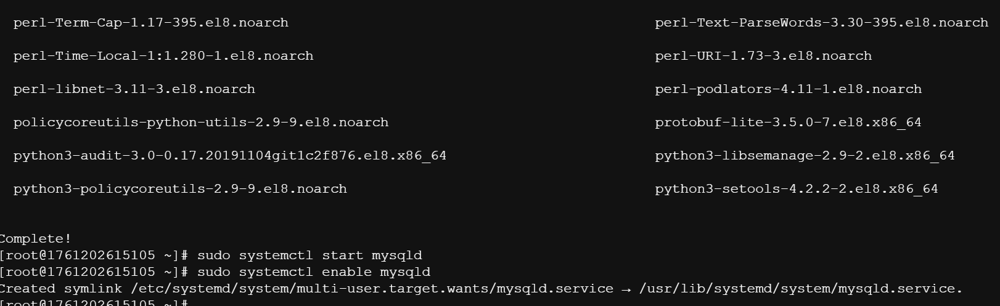 perl-Term-Cap-1.17-395.el8.noarch perl-Text-ParseWords-3.30-395.el8.noarch
perl-Time-Local-1:1.280-1.el8.noarch perl-URI-1.73-3.el8.noarch
perl-libnet-3.11-3.el8.noarch perl-podlators-4.11-1.el8.noarch
policycoreutils-python-utils-2.9-9.el8.noarch protobuf-lite-3.5.0-7.el8.x86_64
python3-audit-3.0-0.17.20191104git1c2f876.el8.x86_64 python3-libsemanage-2.9-2.el8.x86_64
python3-policycoreutils-2.9-9.el8.noarch python3-setools-4.2.2-2.el8.x86_64
Complete!
[root@1761202615105 ~]# sudo systemctl start mysqld
[root@1761202615105 ~]# sudo systemctl enable mysqld
Created symlink /etc/systemd/system/multi-user.target.wants/mysqld.service → /usr/lib/systemd/system/mysqld.service.
[root@1761202615105 ~]#